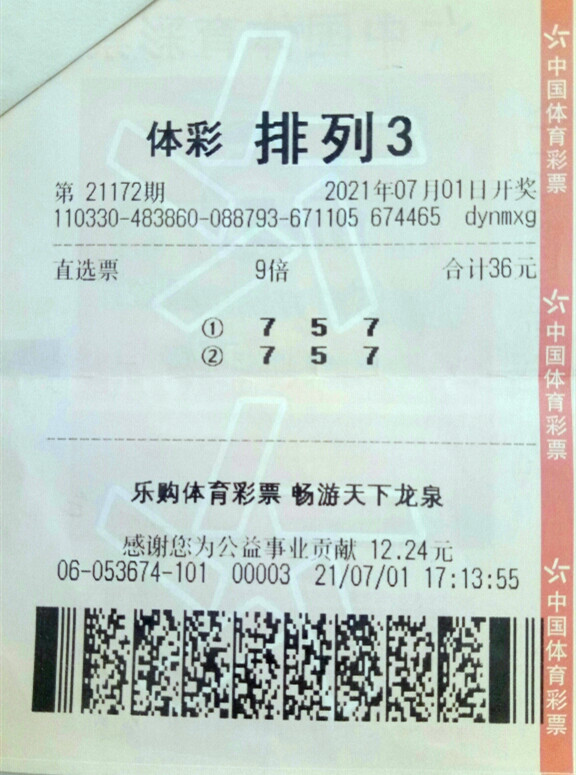 体彩 排列3
第 21172期 2021年07月01日开奖
110330-483860-088793-671105 674465 dynmxg
直选票 9倍 合计36元
① 7 5 7
② 7 5 7
乐购体育彩票 畅游天下龙泉
感谢您为公益事业贡献 12.24元
06-053674-101 00003 21/07/01 17:13:55
中国体育彩票
中国体育彩票
中国体育彩票